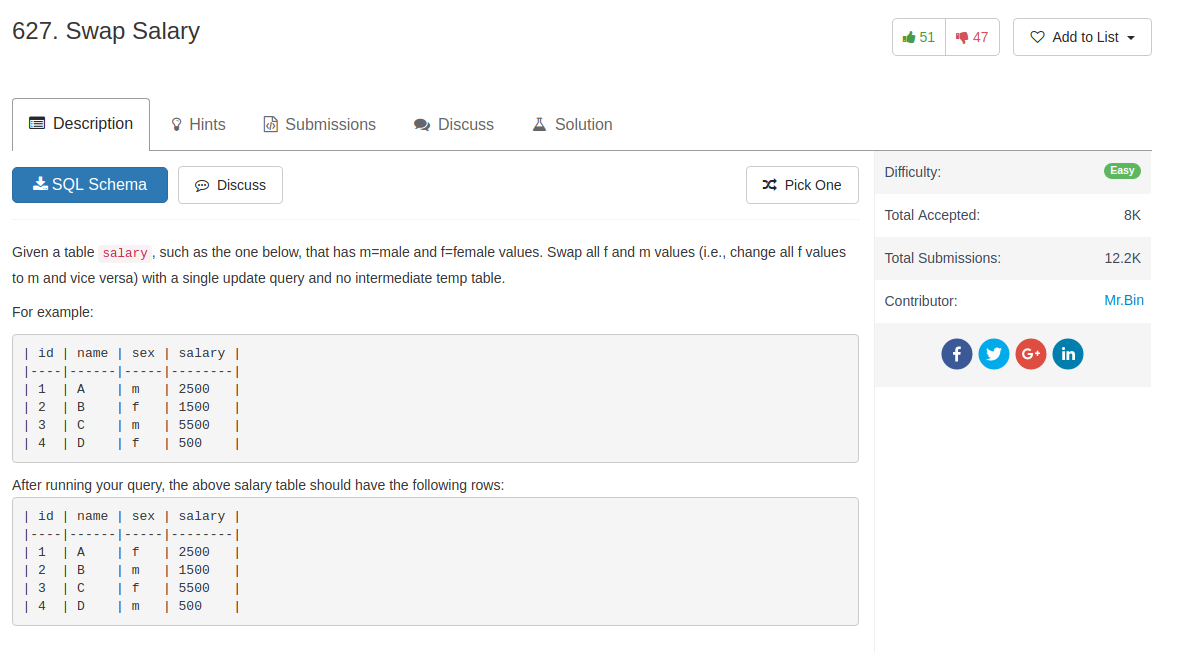 627. Swap Salary
51
47
Add to List
Description
Hints
Submissions
Discuss
Solution
SQL Schema
Discuss
Pick One
Given a table salary, such as the one below, that has m=male and f=female values. Swap all f and m values (i.e., change all f values
to m and vice versa) with a single update query and no intermediate temp table.
For example:
| id | name | sex | salary |
|----|------|-----|--------|
| 1  | A    | m   | 2500   |
| 2  | B    | f   | 1500   |
| 3  | C    | m   | 5500   |
| 4  | D    | f   | 500    |
After running your query, the above salary table should have the following rows:
| id | name | sex | salary |
|----|------|-----|--------|
| 1  | A    | f   | 2500   |
| 2  | B    | m   | 1500   |
| 3  | C    | f   | 5500   |
| 4  | D    | m   | 500    |
Difficulty: Easy
Total Accepted: 8K
Total Submissions: 12.2K
Contributor: Mr.Bin
f
G+
in